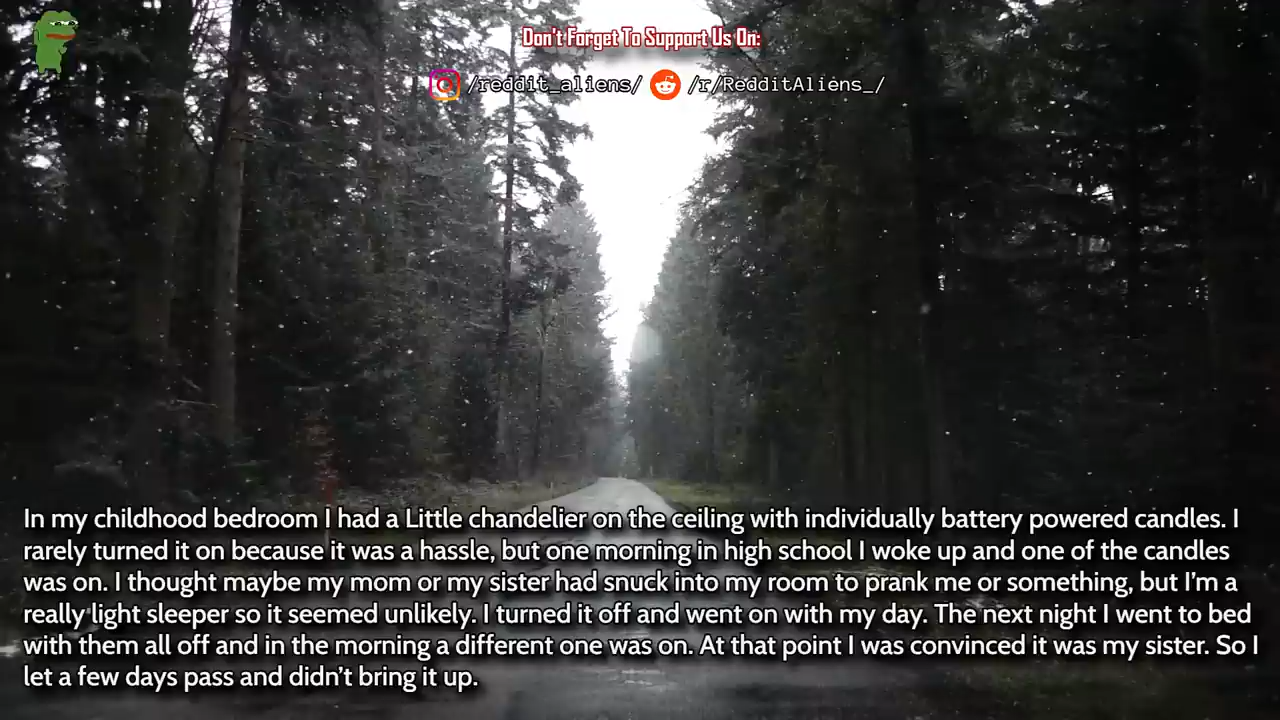 Don't Forget To Support Us On:
/reddit_aliens/ /r/RedditAliens_/
In my childhood bedroom I had a Little chandelier on the ceiling with individually battery powered candles. I
rarely turned it on because it was a hassle, but one morning in high school I woke up and one of the candles
was on. I thought maybe my mom or my sister had snuck into my room to prank me or something, but I’m a
really light sleeper so it seemed unlikely. I turned it off and went on with my day. The next night I went to bed
with them all off and in the morning a different one was on. At that point I was convinced it was my sister. So I
let a few days pass and didn’t bring it up.